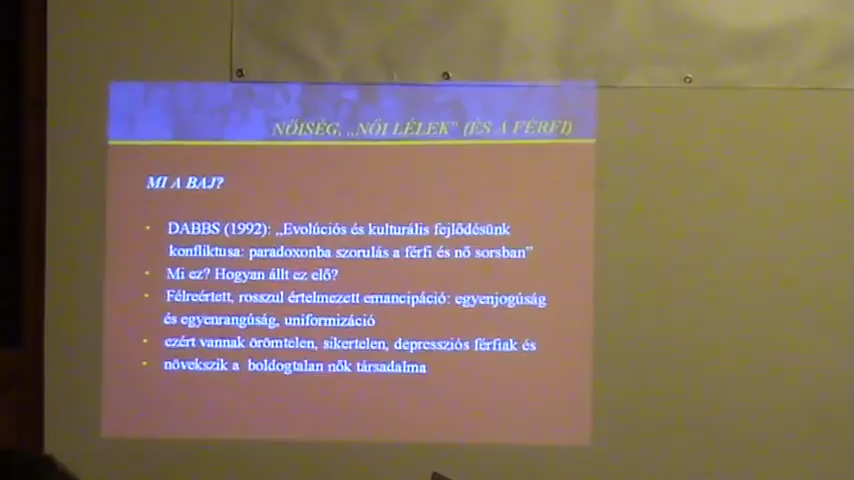 NŐISÉG, „NŐI LÉLEK” (ÉS A FÉRFI)
MI A BAJ?
• DABBS (1992): „Evolúciós és kulturális fejlődésünk
konfliktusa: paradoxonba szorulás a férfi és nő sorsban”
• Mi ez? Hogyan állt ez elő?
• Félreértett, rosszul értelmezett emancipáció: egyenjogúság
és egyenrangúság, uniformizáció
• ezért vannak örömtelen, sikertelen, depressziós férfiak és
• növekszik a boldogtalan nők társadalma